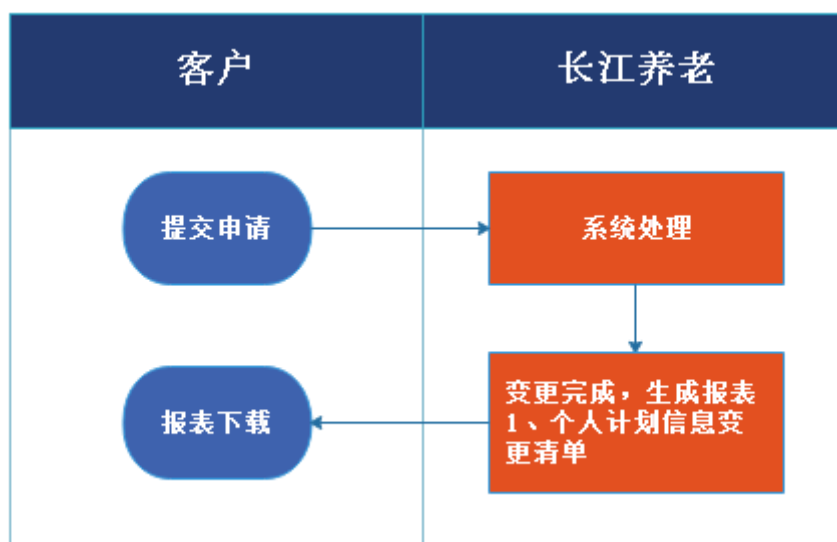 客户
长江养老
提交申请
系统处理
变更完成，生成报表
1、个人计划信息变
更清单
报表下载